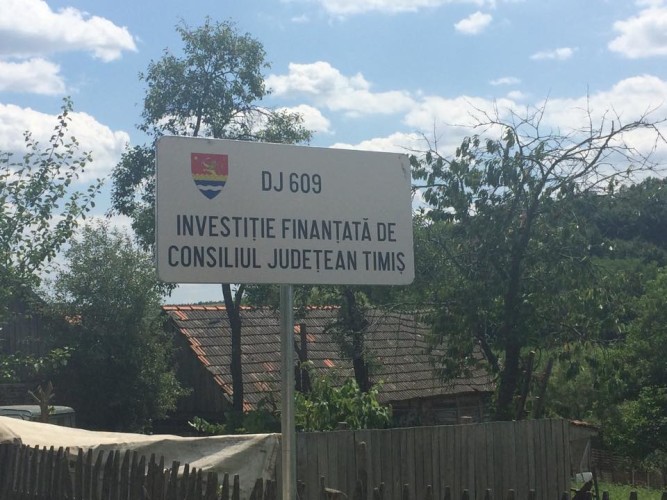 DJ 609
INVESTIȚIE FINANȚATĂ DE
CONSILIUL JUDEȚEAN TIMIȘ